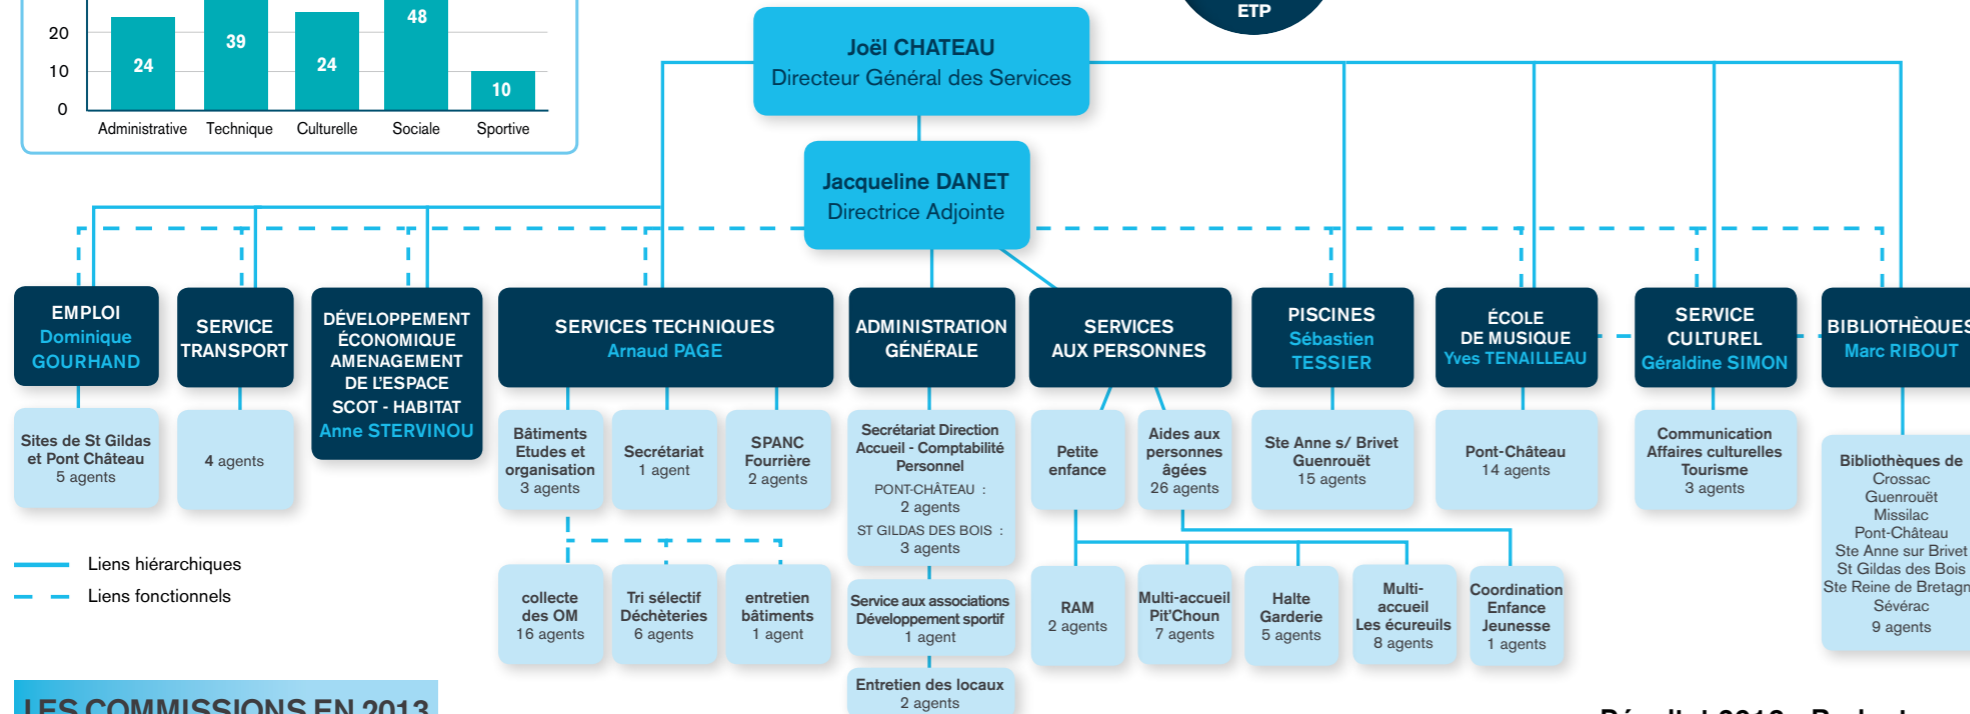 20
10
0
24
39
24
48
10
Administrative Technique Culturelle Sociale Sportive
ETP
Joël CHATEAU
Directeur Général des Services
Jacqueline DANET
Directrice Adjointe
EMPLOI
Dominique
GOURHAND
SERVICE
TRANSPORT
DÉVELOPPEMENT
ÉCONOMIQUE
AMENAGEMENT
DE L'ESPACE
SCOT - HABITAT
Anne STERVINOU
SERVICES TECHNIQUES
Arnaud PAGE
ADMINISTRATION
GÉNÉRALE
SERVICES
AUX PERSONNES
PISCINES
Sébastien
TESSIER
ÉCOLE
DE MUSIQUE
Yves TENAILLEAU
SERVICE
CULTUREL
Géraldine SIMON
BIBLIOTHÈQUES
Marc RIBOUT
Sites de St Gildas
et Pont Château
5 agents
4 agents
Bâtiments
Etudes et
organisation
3 agents
Secrétariat
1 agent
SPANC
Fourrière
2 agents
Secrétariat Direction
Accueil - Comptabilité
Personnel
PONT-CHÂTEAU :
2 agents
ST GILDAS DES BOIS :
3 agents
Petite
enfance
Aides aux
personnes
âgées
26 agents
Ste Anne s/ Brivet
Guenrouët
15 agents
Pont-Château
14 agents
Communication
Affaires culturelles
Tourisme
3 agents
Bibliothèques de
Crossac
Guenrouët
Missilac
Pont-Château
Ste Anne sur Brivet
St Gildas des Bois
Ste Reine de Bretagn
Sévérac
9 agents
Liens hiérarchiques
Liens fonctionnels
collecte
des OM
16 agents
Tri sélectif
Déchèteries
6 agents
entretien
bâtiments
1 agent
Service aux associations
Développement sportif
1 agent
Entretien des locaux
2 agents
RAM
2 agents
Multi-accueil
Pit'Choun
7 agents
Halte
Garderie
5 agents
Multi-
accueil
Les écureuils
8 agents
Coordination
Enfance
Jeunesse
1 agents
LES COMMISSIONS EN 2013